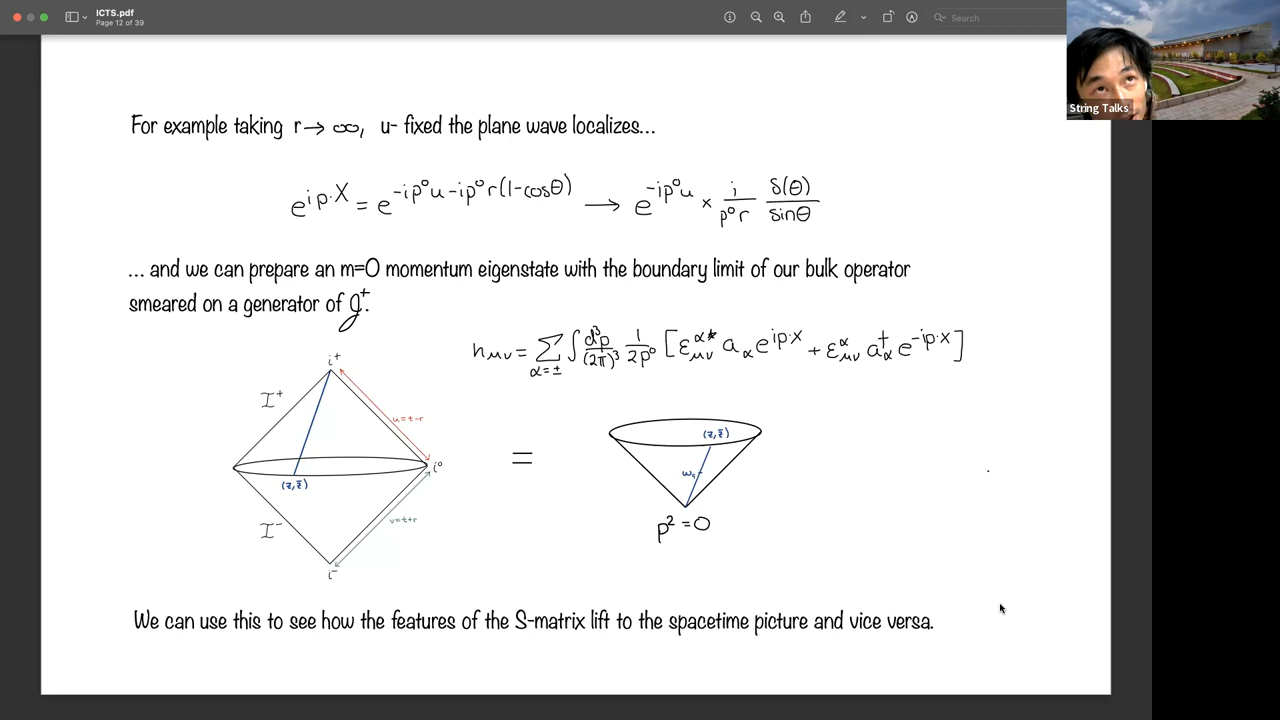 ICTS.pdf
Page 12 of 39
Search
String Talks
For example taking r→∞, u- fixed the plane wave localizes...
e^{ip·X} = e^{-ip⁰u-ip⁰r(1-cosθ)} → e^{-ip⁰u} × i/(p⁰r) δ(θ)/sinθ
... and we can prepare an m=0 momentum eigenstate with the boundary limit of our bulk operator
smeared on a generator of 𝒥⁺.
h_{μν} = Σ_{α=±} ∫ d³p/(2π)³ 1/(2p⁰) [ε^{α*}_{μν} a_α e^{ip·X} + ε^α_{μν} a†_α e^{-ip·X}]
i⁺
I⁺
u=t-r
i⁰
(z,z̄)
I⁻
v=t+r
i⁻
=
(z,z̄)
p²=0
We can use this to see how the features of the S-matrix lift to the spacetime picture and vice versa.